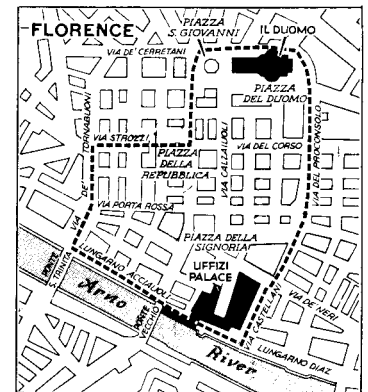 FLORENCE
PIAZZA
S. GIOVANNI
IL DUOMO
VIA DE' CERRETANI
PIAZZA
DEL DUOMO
VIA DE' TORNABUONI
VIA STROZZI
PIAZZA
DELLA
REPUBBLICA
VIA CALZAIUOLI
VIA DEL CORSO
VIA DEL PROCONSOLO
VIA PORTA ROSSA
PIAZZA DELLA
SIGNORIA
UFFIZI
PALACE
PONTE
S. TRINITA
LUNGARNO ACCIAIOLI
Arno
PONTE
VECCHIO
River
VIA CASTELLANI
VIA DE NERI
LUNGARNO DIAZ